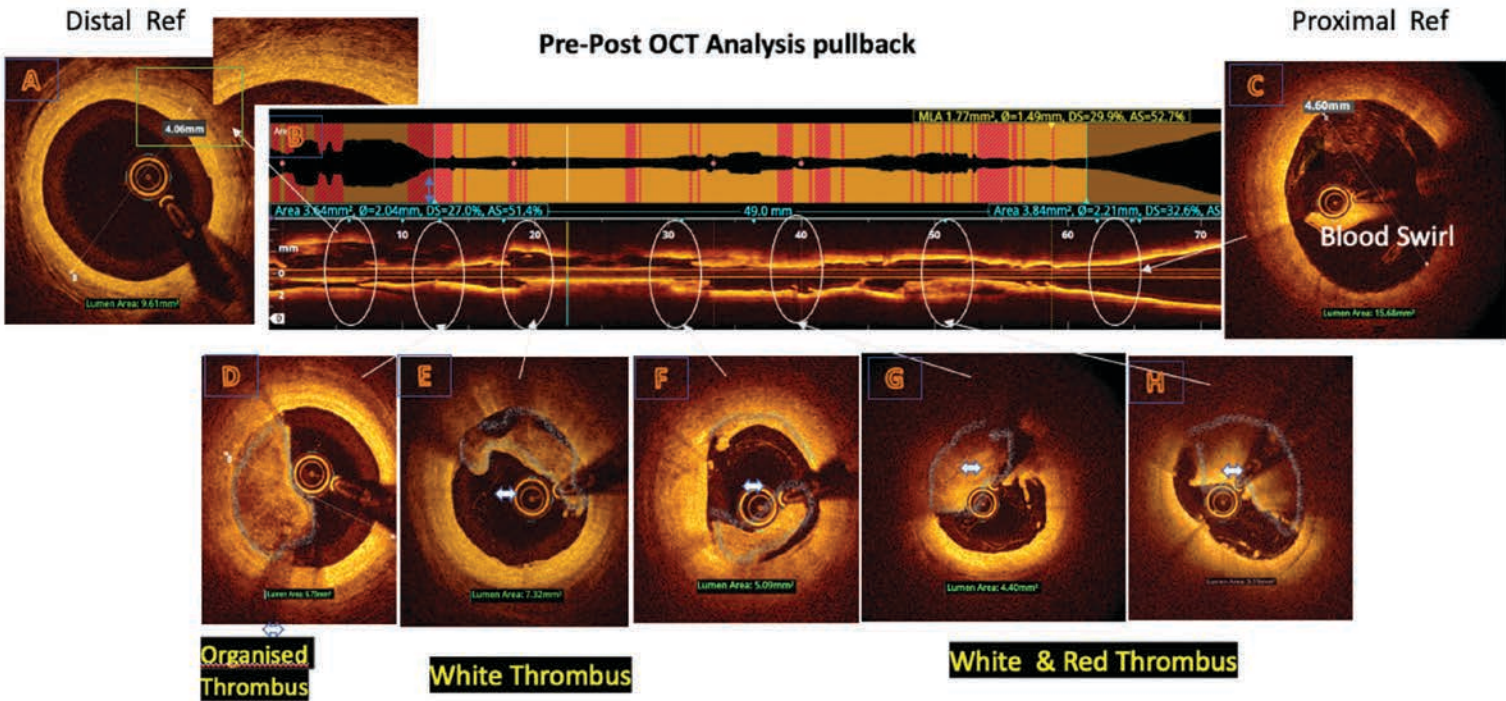 Distal Ref
Pre-Post OCT Analysis pullback
Proximal Ref
A
4.06mm
Lumen Area: 9.61mm²
B
MLA 1.77mm², Ø=1.49mm, DS=29.9%, AS=52.7%
Area 3.64mm², Ø=2.04mm, DS=27.0%, AS=51.4%
49.0 mm
Area 3.84mm², Ø=2.21mm, DS=32.6%, AS
10 20 30 40 50 60 70
mm
0
2
C
4.60mm
Blood Swirl
Lumen Area: 15.68mm²
D
E
Lumen Area: 7.32mm²
F
Lumen Area: 5.09mm²
G
Lumen Area: 4.40mm²
H
Organised
Thrombus
White Thrombus
White & Red Thrombus